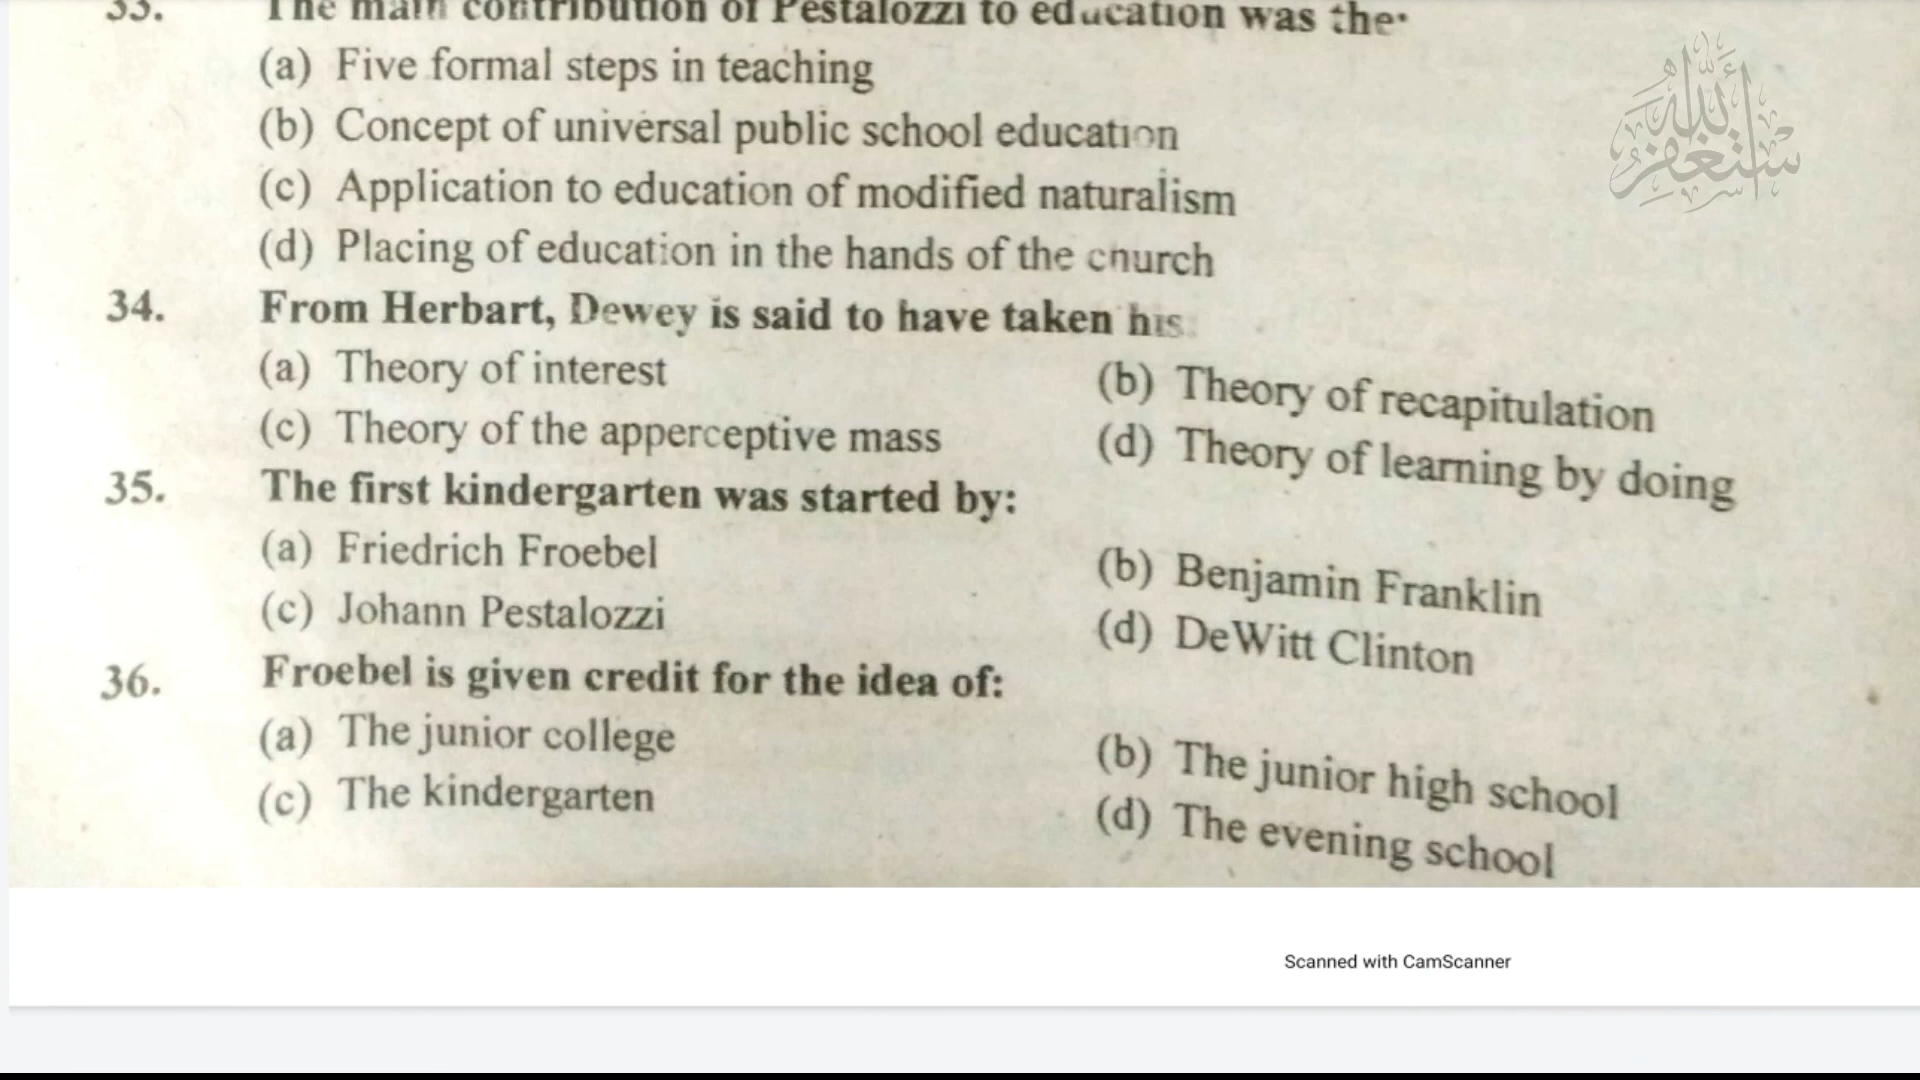 33. The main contribution of Pestalozzi to education was the:
(a) Five formal steps in teaching
(b) Concept of universal public school education
(c) Application to education of modified naturalism
(d) Placing of education in the hands of the church
34. From Herbart, Dewey is said to have taken his:
(a) Theory of interest (b) Theory of recapitulation
(c) Theory of the apperceptive mass (d) Theory of learning by doing
35. The first kindergarten was started by:
(a) Friedrich Froebel (b) Benjamin Franklin
(c) Johann Pestalozzi (d) DeWitt Clinton
36. Froebel is given credit for the idea of:
(a) The junior college (b) The junior high school
(c) The kindergarten (d) The evening school
Scanned with CamScanner
أستغفر الله